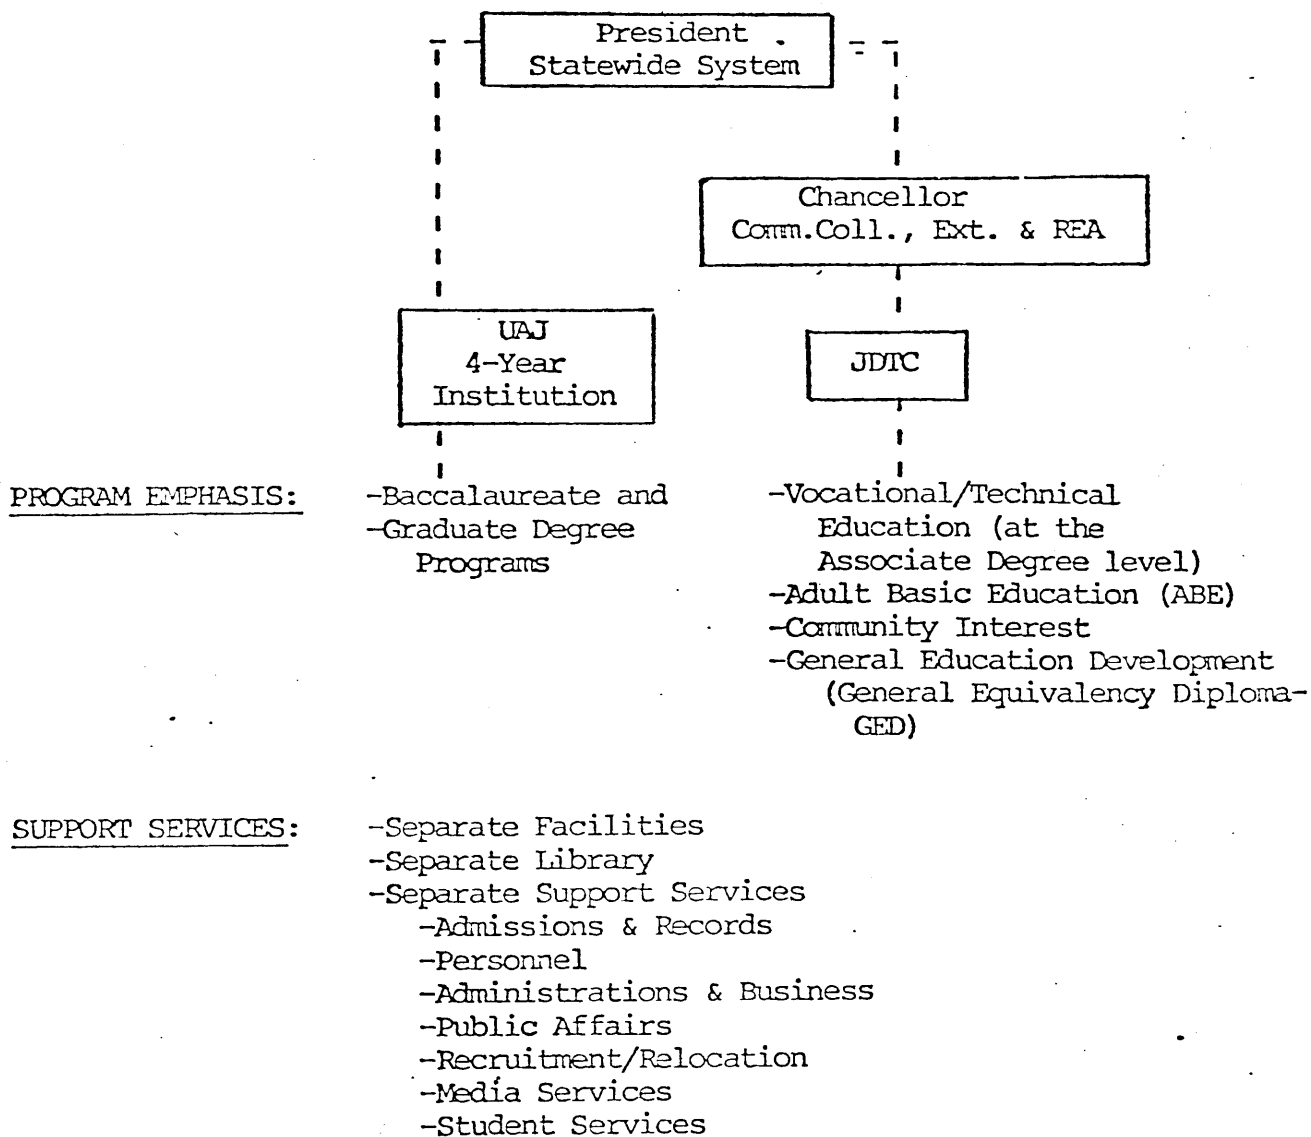 President
Statewide System
Chancellor
Comm.Coll., Ext. & REA
UAJ
4-Year
Institution
JDTC
PROGRAM EMPHASIS:
-Baccalaureate and
-Graduate Degree
Programs
-Vocational/Technical
Education (at the
Associate Degree level)
-Adult Basic Education (ABE)
-Community Interest
-General Education Development
(General Equivalency Diploma-
GED)
SUPPORT SERVICES:
-Separate Facilities
-Separate Library
-Separate Support Services
-Admissions & Records
-Personnel
-Administrations & Business
-Public Affairs
-Recruitment/Relocation
-Media Services
-Student Services